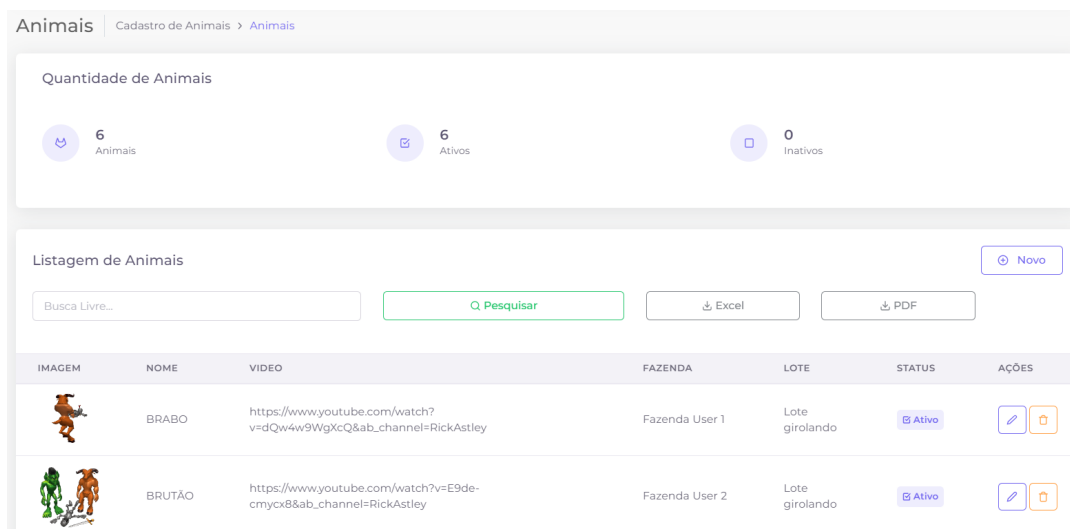 Animais Cadastro de Animais > Animais
Quantidade de Animais
6
Animais
6
Ativos
0
Inativos
Listagem de Animais
Novo
Busca Livre...
Pesquisar
Excel
PDF
IMAGEM NOME VIDEO FAZENDA LOTE STATUS AÇÕES
BRABO
https://www.youtube.com/watch?
v=dQw4w9WgXcQ&ab_channel=RickAstley
Fazenda User 1
Lote
girolando
Ativo
BRUTÃO
https://www.youtube.com/watch?v=E9de-
cmycx8&ab_channel=RickAstley
Fazenda User 2
Lote
girolando
Ativo